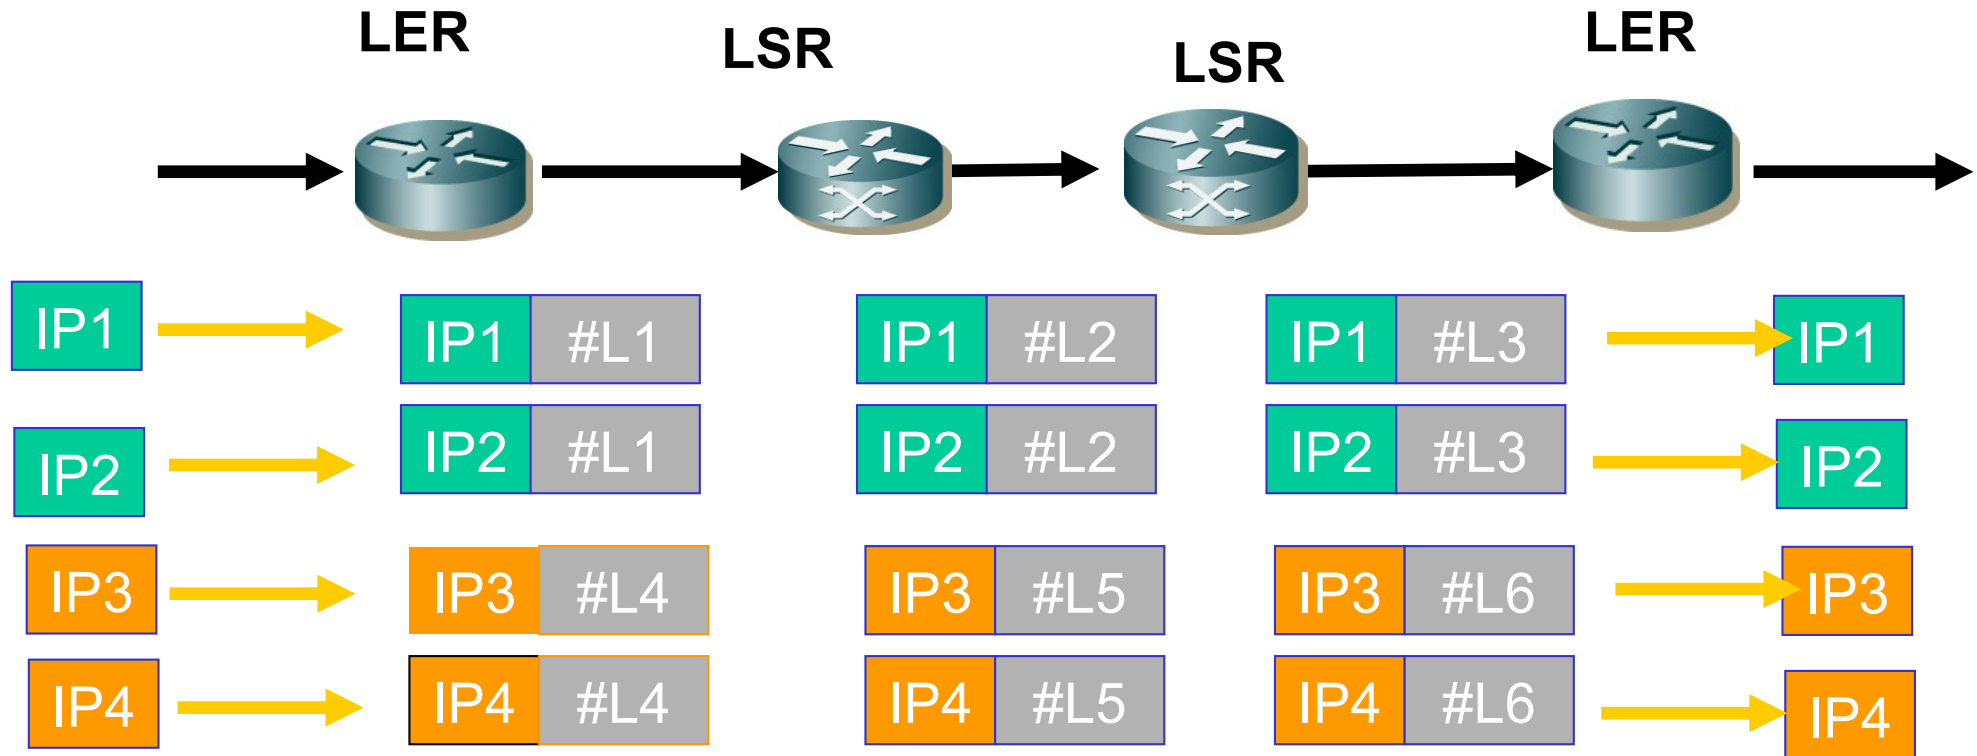 LER LSR LSR LER
IP1 IP1 #L1 IP1 #L2 IP1 #L3 IP1
IP2 IP2 #L1 IP2 #L2 IP2 #L3 IP2
IP3 IP3 #L4 IP3 #L5 IP3 #L6 IP3
IP4 IP4 #L4 IP4 #L5 IP4 #L6 IP4